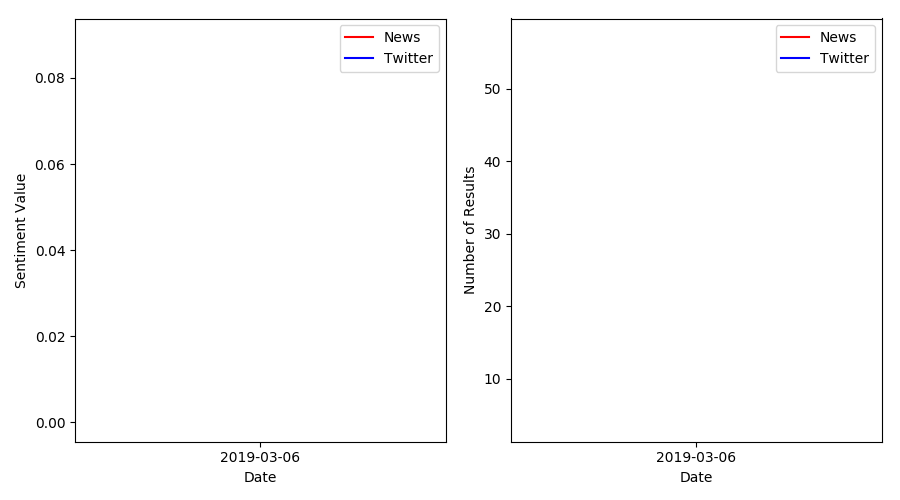 News
Twitter
0.08
0.06
0.04
0.02
0.00
Sentiment Value
2019-03-06
Date
News
Twitter
50
40
30
20
10
Number of Results
2019-03-06
Date